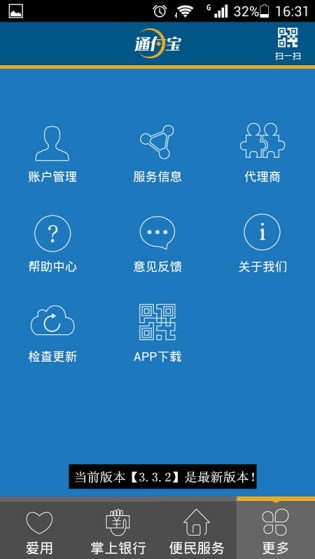 G 32% 16:31
通付宝
扫一扫
账户管理 服务信息 代理商
帮助中心 意见反馈 关于我们
检查更新 APP下载
当前版本【3.3.2】是最新版本!
爱用 掌上银行 便民服务 更多